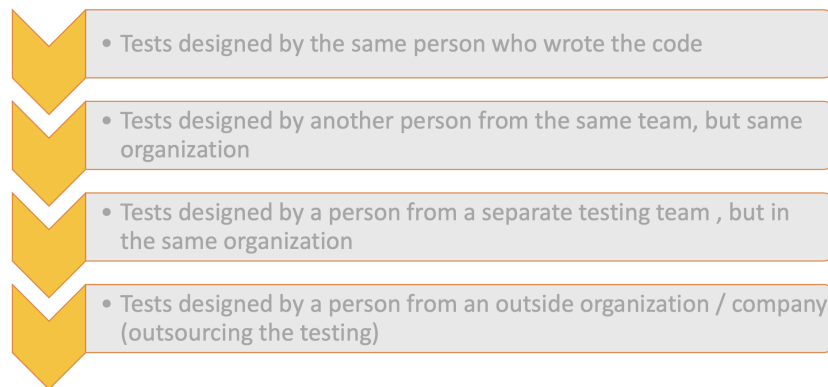 • Tests designed by the same person who wrote the code
• Tests designed by another person from the same team, but same
organization
• Tests designed by a person from a separate testing team , but in
the same organization
• Tests designed by a person from an outside organization / company
(outsourcing the testing)